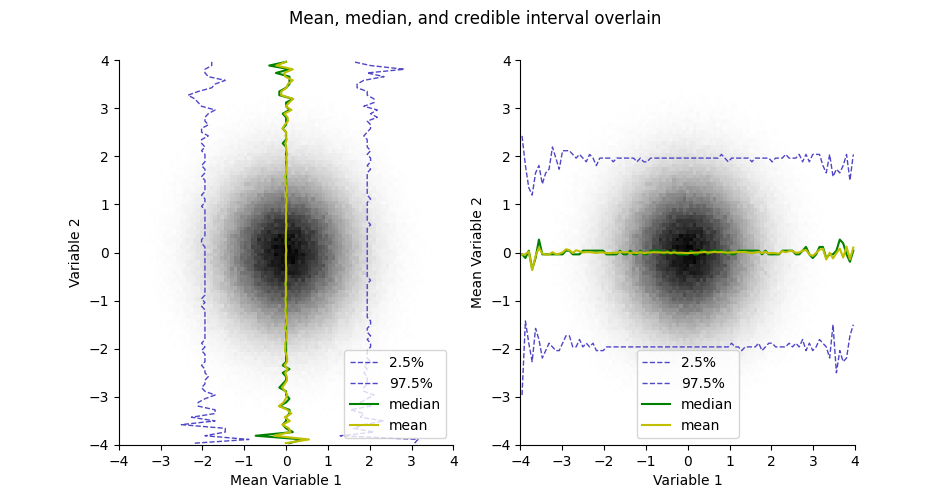 Mean, median, and credible interval overlain
Variable 2
4
3
2
1
0
−1
−2
−3
−4
−4 −3 −2 −1 0 1 2 3 4
Mean Variable 1
2.5%
97.5%
median
mean
Mean Variable 2
4
3
2
1
0
−1
−2
−3
−4
−4 −3 −2 −1 0 1 2 3 4
Variable 1
2.5%
97.5%
median
mean